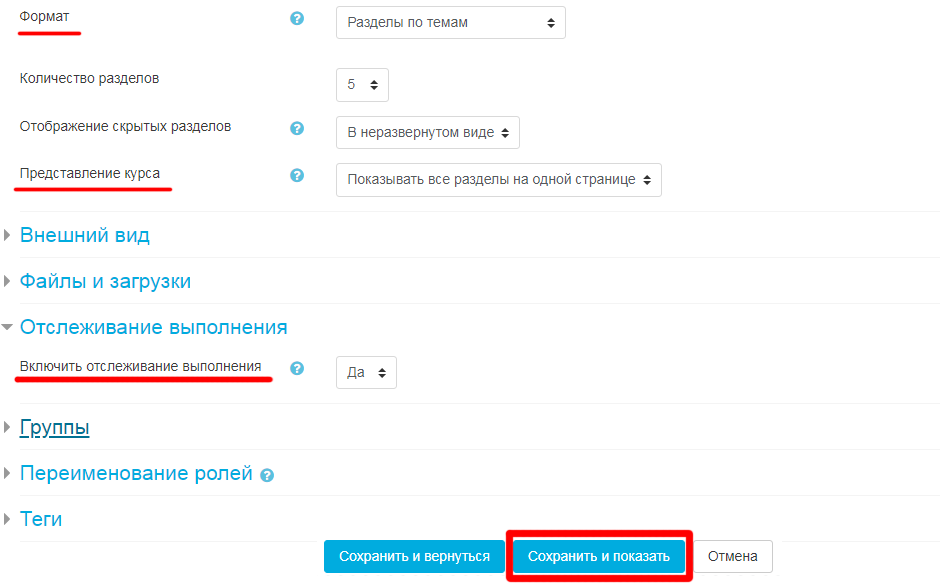 Формат
Разделы по темам
Количество разделов
5
Отображение скрытых разделов
В неразвернутом виде
Представление курса
Показывать все разделы на одной странице
Внешний вид
Файлы и загрузки
Отслеживание выполнения
Включить отслеживание выполнения
Да
Группы
Переименование ролей
Теги
Сохранить и вернуться
Сохранить и показать
Отмена